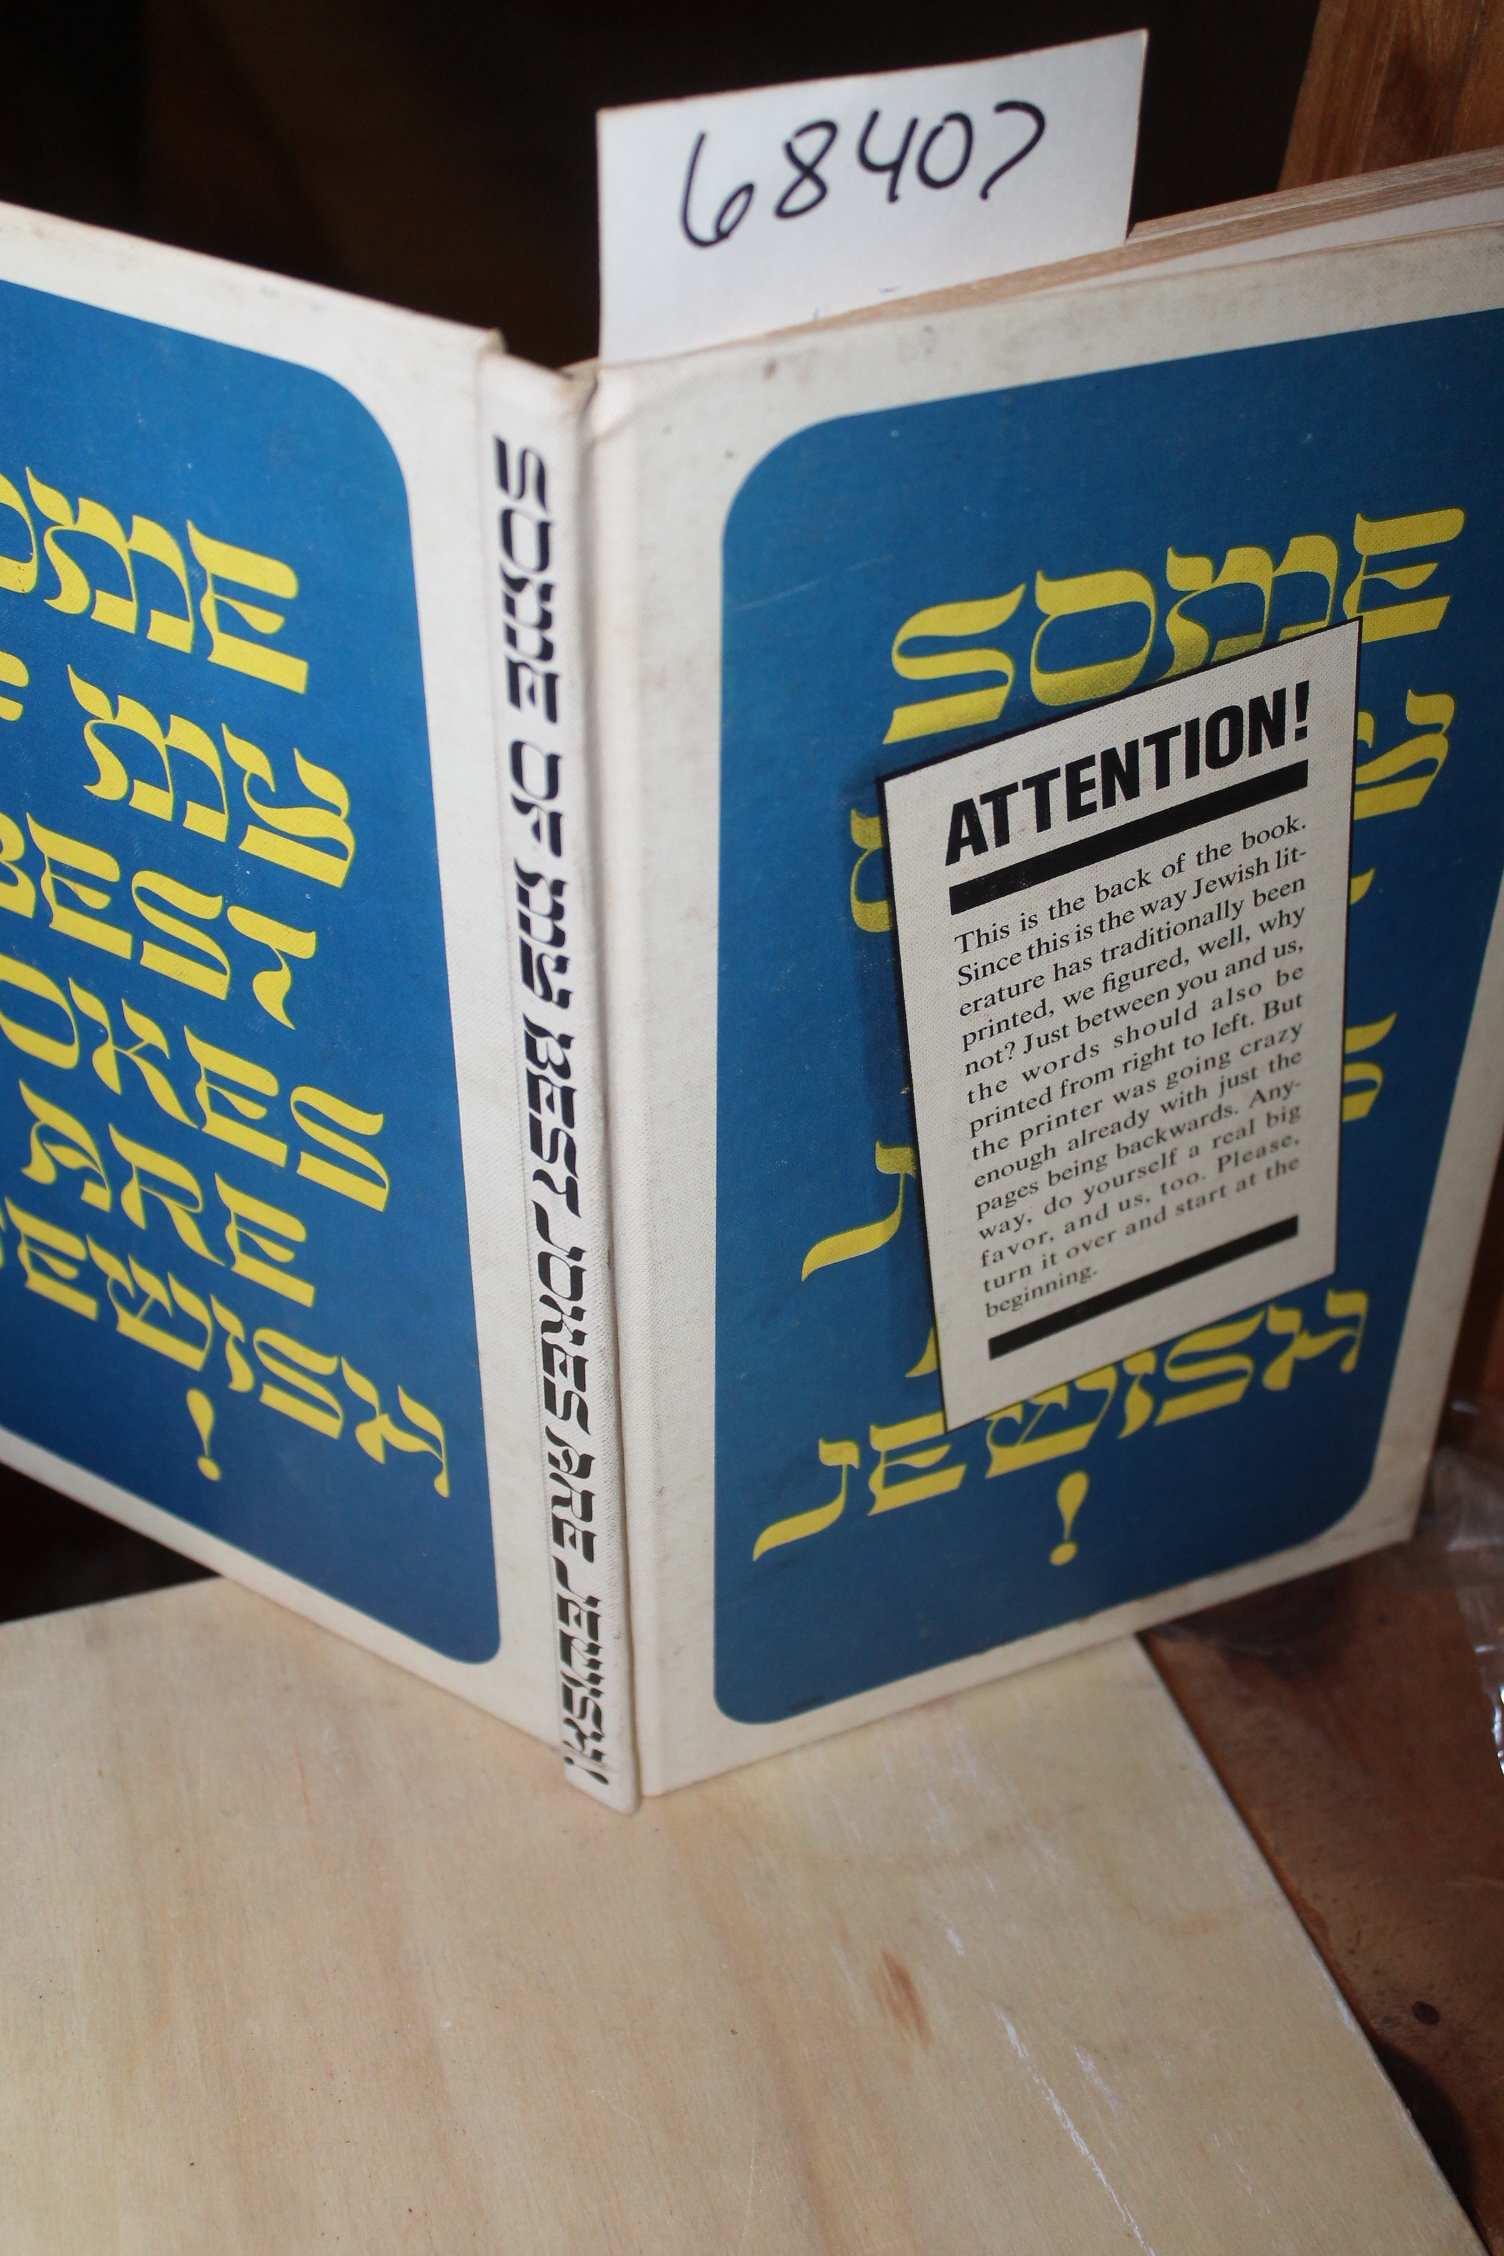 68407
OME
F MY
BEST
OKES
ARE
JEWISH
!
SOME OF MY BEST JOKES ARE JEWISH!
SOME
ATTENTION!
This is the back of the book.
Since this is the way Jewish lit-
erature has traditionally been
printed, we figured, well, why
not? Just between you and us,
the words should also be
printed from right to left. But
the printer was going crazy
enough already with just the
pages being backwards. Any-
way, do yourself a real big
favor, and us, too. Please,
turn it over and start at the
beginning.
JEWISH
!